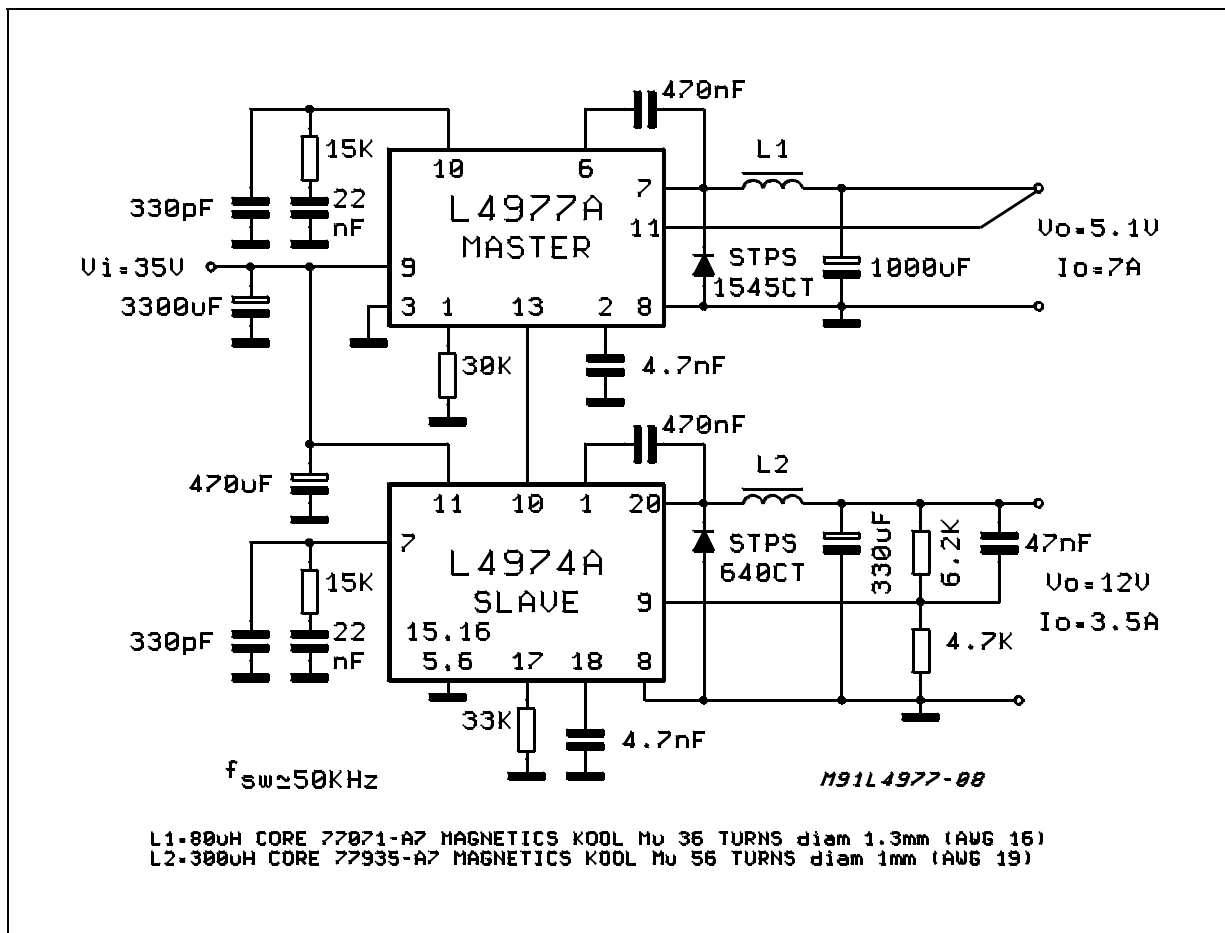 470nF
15K
L1
10
6
330pF
22
nF
L4977A
MASTER
7
11
Vo=5.1V
Vi=35V
9
STPS
1545CT
1000uF
Io=7A
3300uF
3
1
13
2
8
30K
4.7nF
470nF
L2
470uF
11
10
1
20
7
L4974A
SLAVE
STPS
640CT
330uF
6.2K
47nF
15K
9
Vo=12V
330pF
22
nF
15.16
Io=3.5A
5.6
17
18
8
4.7K
33K
4.7nF
fsw≃50KHz
M91L4977-08
L1=80uH CORE 77071-A7 MAGNETICS KOOL Mu 36 TURNS diam 1.3mm (AWG 16)
L2=300uH CORE 77935-A7 MAGNETICS KOOL Mu 56 TURNS diam 1mm (AWG 19)